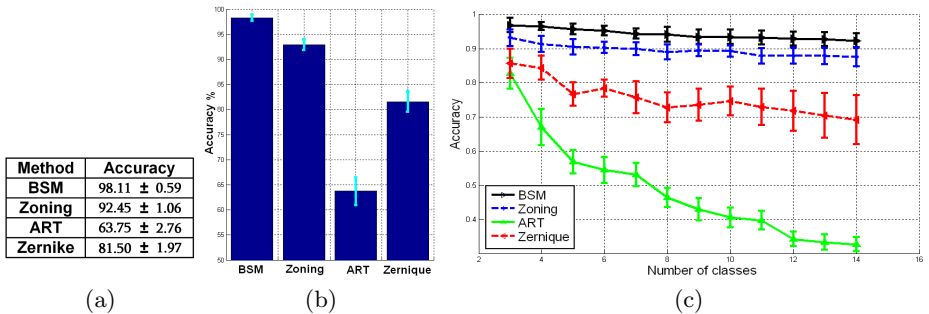 Method Accuracy
BSM 98.11 ± 0.59
Zoning 92.45 ± 1.06
ART 63.75 ± 2.76
Zernike 81.50 ± 1.97
(a)
Accuracy %
100
95
90
85
80
75
70
65
60
55
50
BSM Zoning ART Zernique
(b)
Accuracy
1
0.9
0.8
0.7
0.6
0.5
0.4
BSM
Zoning
ART
Zernique
2 4 6 8 10 12 14 16
Number of classes
(c)